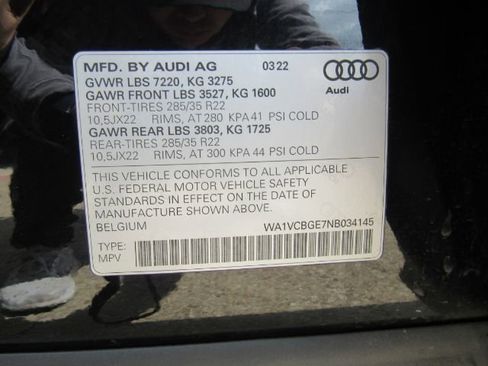 MFD. BY AUDI AG 03 22
GVWR LBS 7220, KG 3275
GAWR FRONT LBS 3527, KG 1600
FRONT-TIRES 285/35 R22
10,5JX22 RIMS, AT 280 KPA 41 PSI COLD
GAWR REAR LBS 3803, KG 1725
REAR-TIRES 285/35 R22
10,5JX22 RIMS, AT 300 KPA 44 PSI COLD
Audi
THIS VEHICLE CONFORMS TO ALL APPLICABLE
U.S. FEDERAL MOTOR VEHICLE SAFETY
STANDARDS IN EFFECT ON THE DATE OF
MANUFACTURE SHOWN ABOVE.
BELGIUM WA1VCBGE7NB034145
TYPE:
MPV